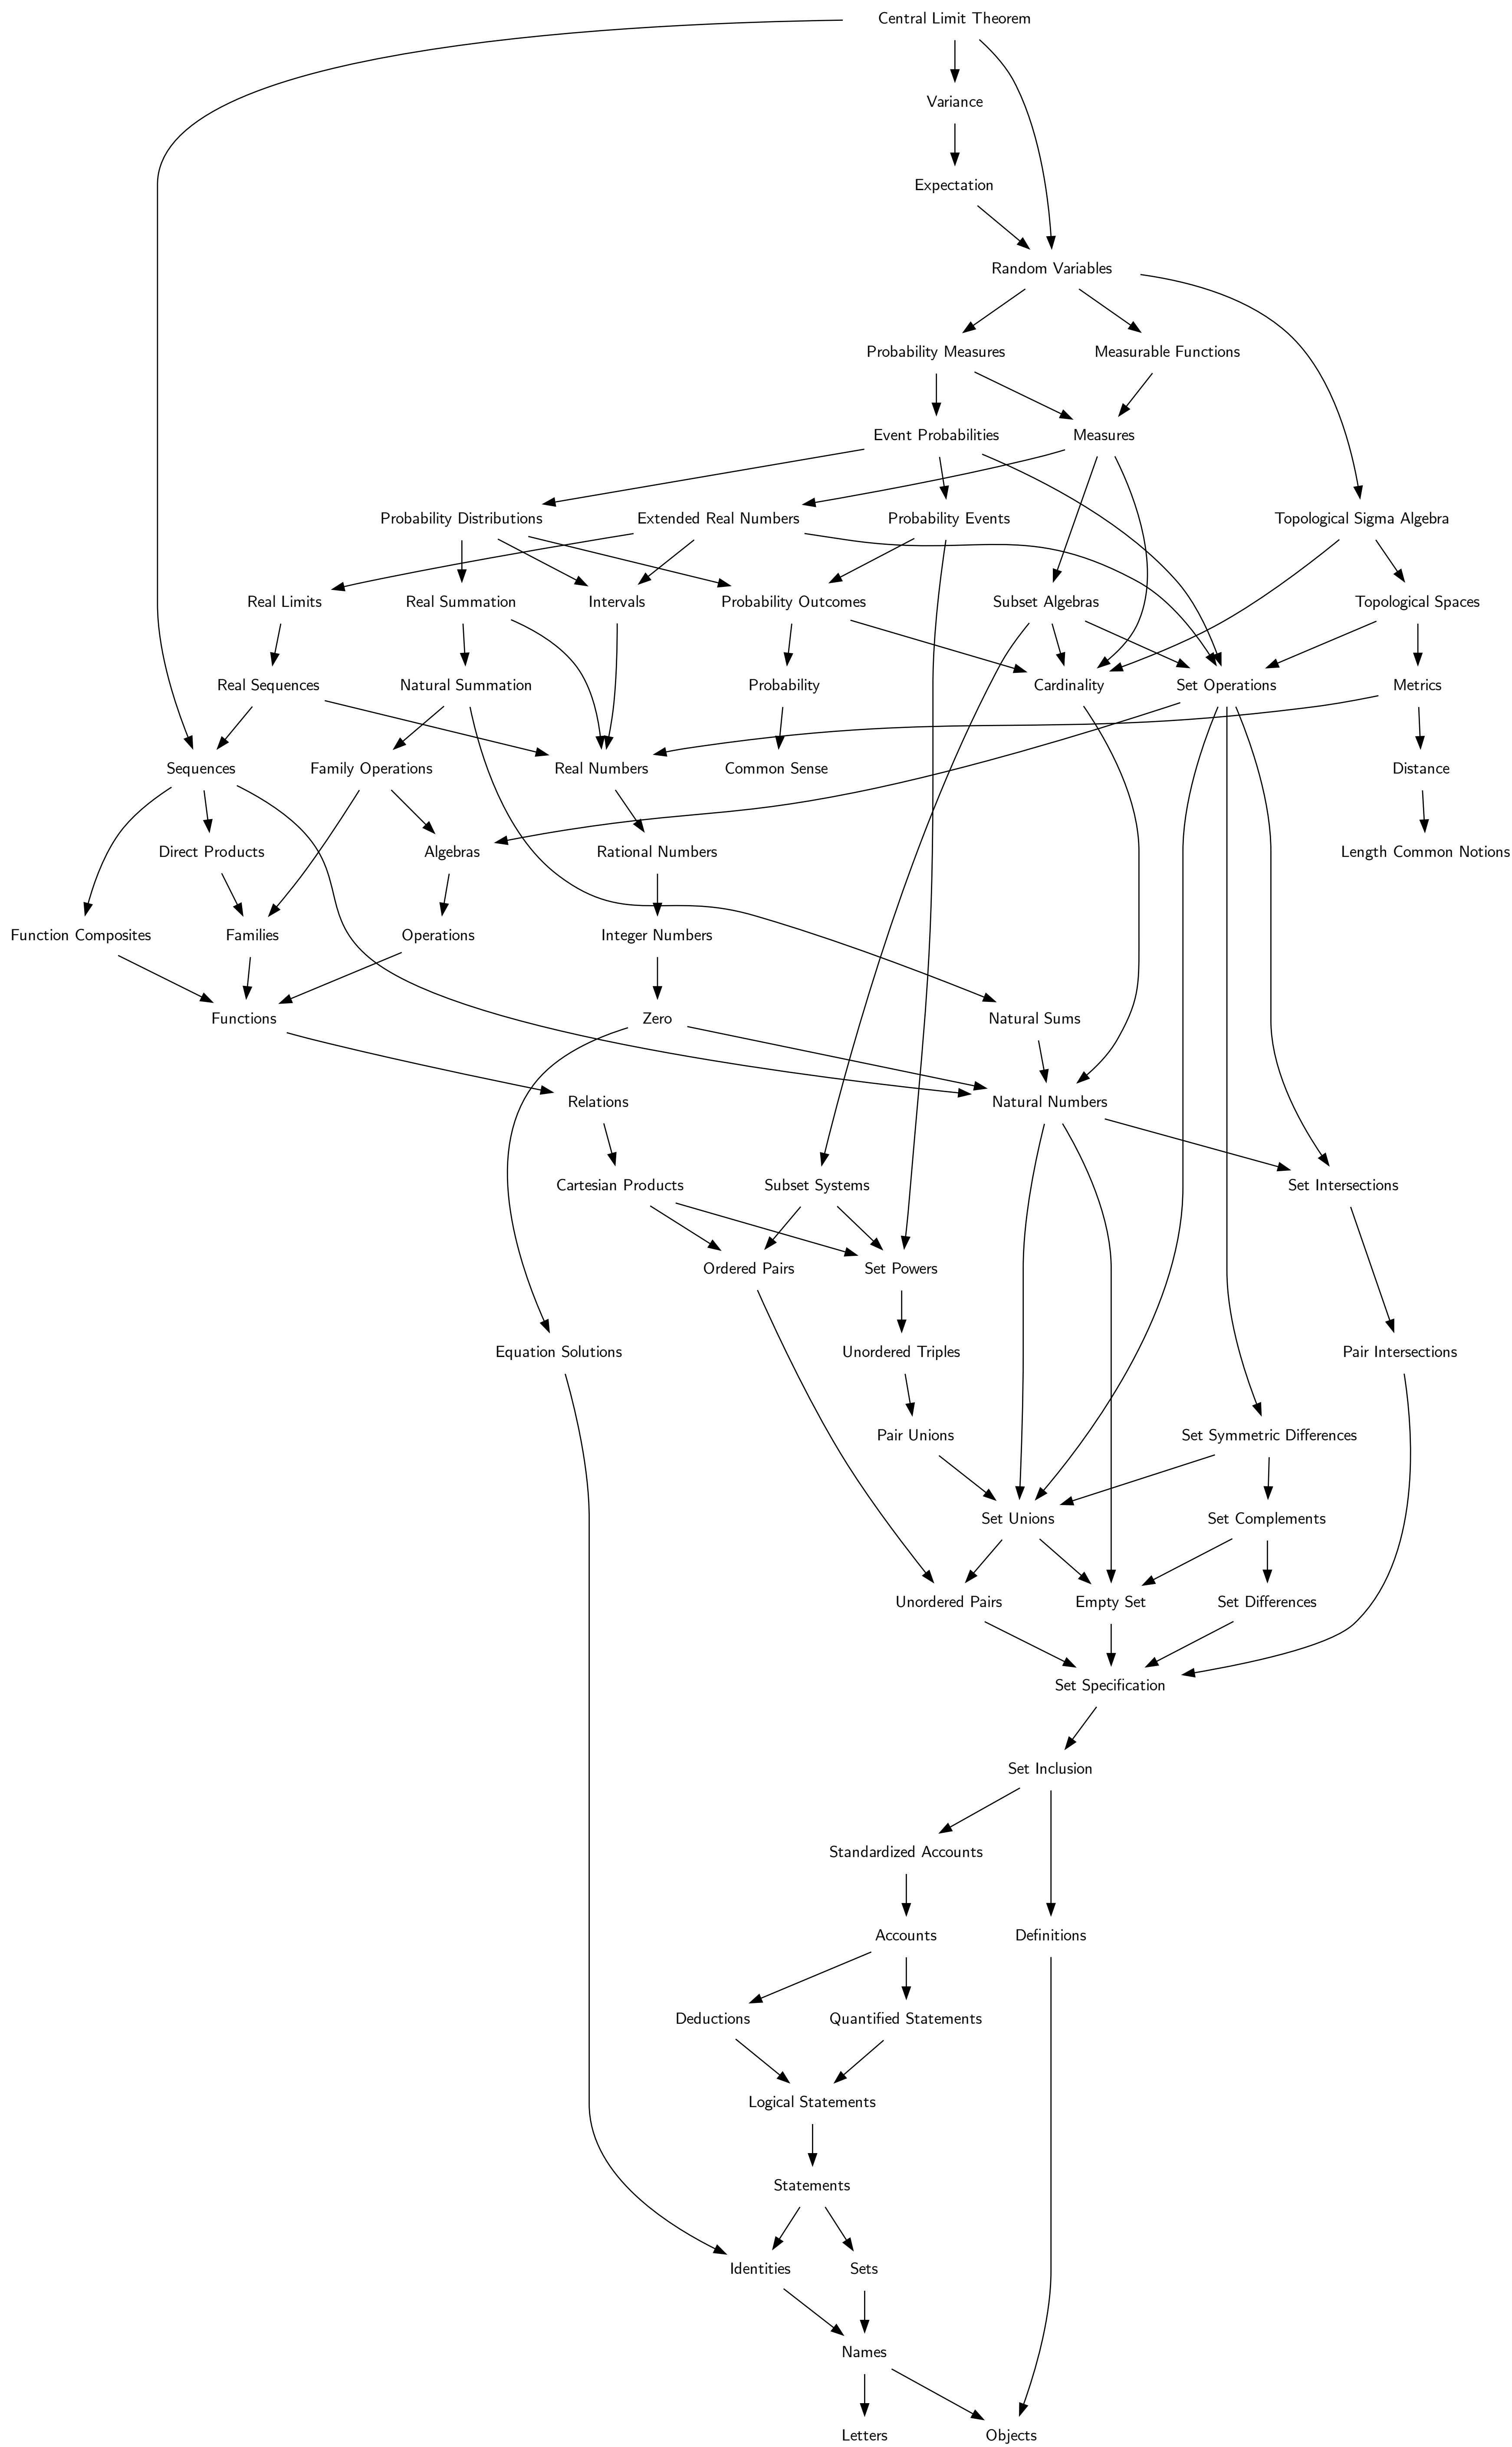 Central Limit Theorem
Variance
Expectation
Random Variables
Probability Measures
Measurable Functions
Event Probabilities
Measures
Probability Distributions
Extended Real Numbers
Probability Events
Topological Sigma Algebra
Real Limits
Real Summation
Intervals
Probability Outcomes
Subset Algebras
Topological Spaces
Real Sequences
Natural Summation
Probability
Cardinality
Set Operations
Metrics
Sequences
Family Operations
Real Numbers
Common Sense
Distance
Direct Products
Algebras
Rational Numbers
Length Common Notions
Function Composites
Families
Operations
Integer Numbers
Functions
Zero
Natural Sums
Relations
Natural Numbers
Cartesian Products
Subset Systems
Set Intersections
Ordered Pairs
Set Powers
Equation Solutions
Unordered Triples
Pair Intersections
Pair Unions
Set Symmetric Differences
Set Unions
Set Complements
Unordered Pairs
Empty Set
Set Differences
Set Specification
Set Inclusion
Standardized Accounts
Accounts
Definitions
Deductions
Quantified Statements
Logical Statements
Statements
Identities
Sets
Names
Letters
Objects